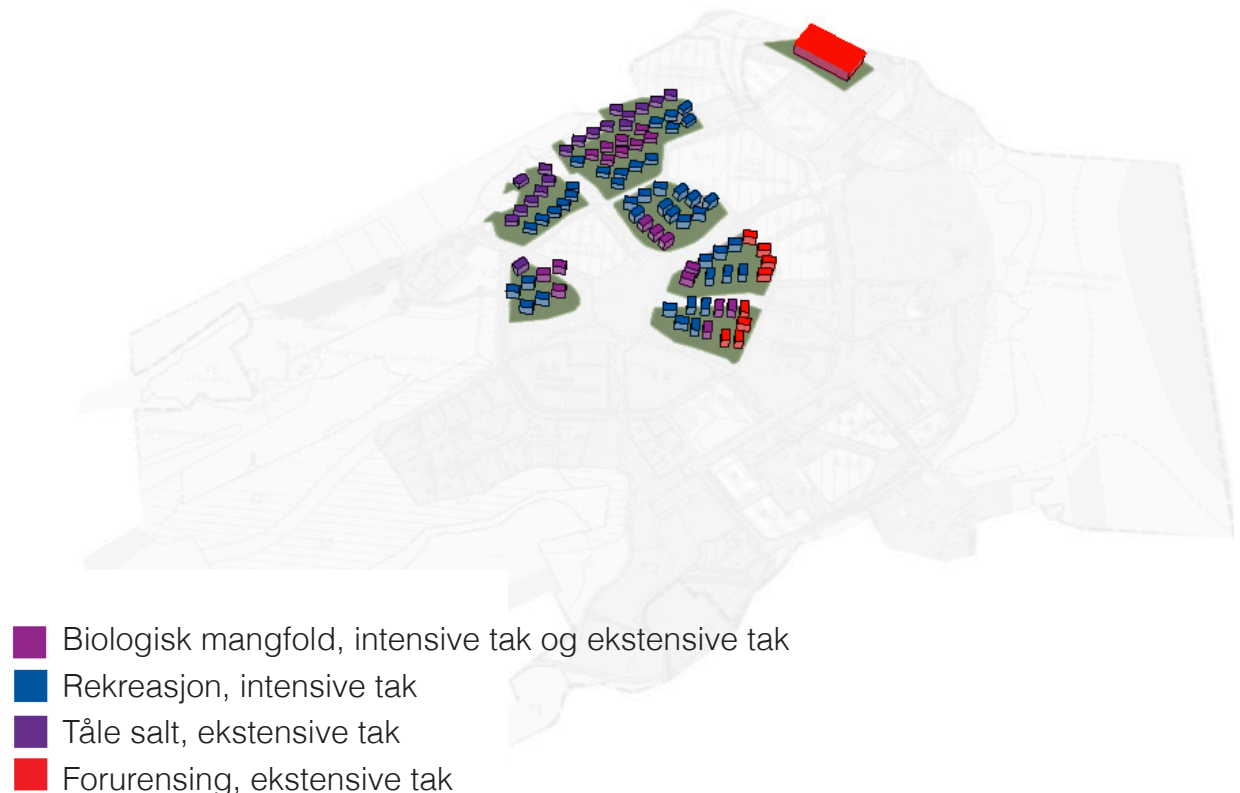 Biologisk mangfold, intensive tak og ekstensive tak
Rekreasjon, intensive tak
Tåle salt, ekstensive tak
Forurensing, ekstensive tak